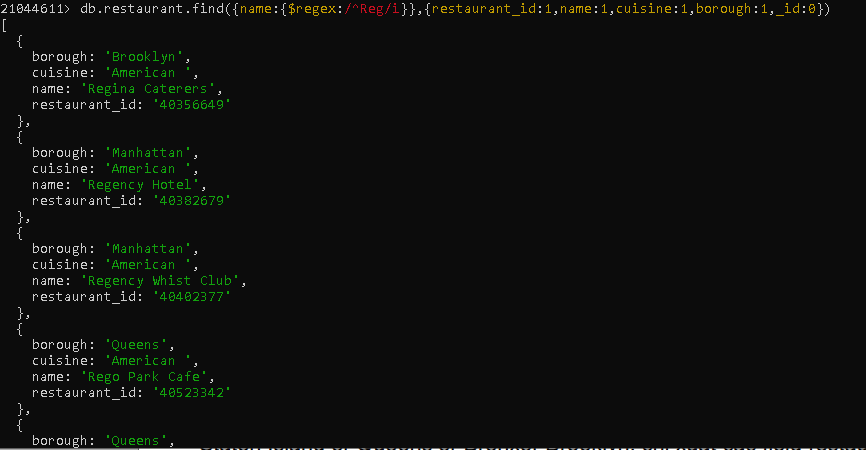 21044611> db.restaurant.find({name:{$regex:/^Reg/i}},{restaurant_id:1,name:1,cuisine:1,borough:1,_id:0})
[
  {
    borough: 'Brooklyn',
    cuisine: 'American ',
    name: 'Regina Caterers',
    restaurant_id: '40356649'
  },
  {
    borough: 'Manhattan',
    cuisine: 'American ',
    name: 'Regency Hotel',
    restaurant_id: '40382679'
  },
  {
    borough: 'Manhattan',
    cuisine: 'American ',
    name: 'Regency Whist Club',
    restaurant_id: '40402377'
  },
  {
    borough: 'Queens',
    cuisine: 'American ',
    name: 'Rego Park Cafe',
    restaurant_id: '40523342'
  },
  {
    borough: 'Queens',